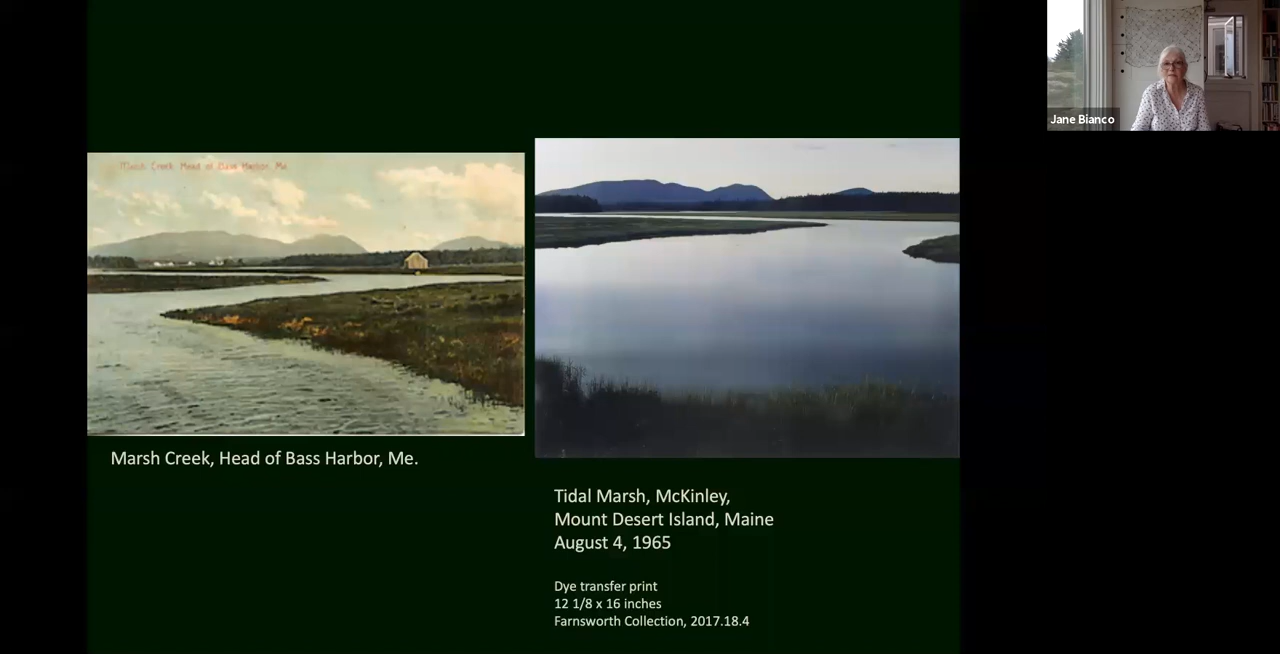 Marsh Creek, Head of Bass Harbor, Me.
Marsh Creek, Head of Bass Harbor, Me.
Tidal Marsh, McKinley,
Mount Desert Island, Maine
August 4, 1965
Dye transfer print
12 1/8 x 16 inches
Farnsworth Collection, 2017.18.4
Jane Bianco